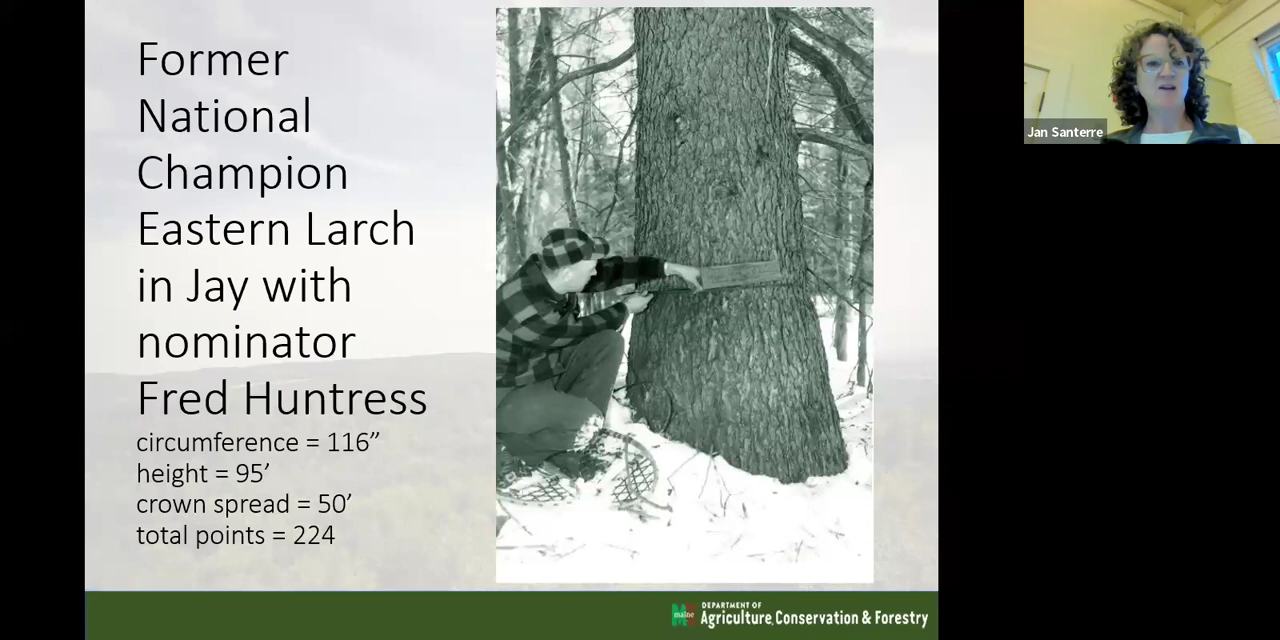 Former
National
Champion
Eastern Larch
in Jay with
nominator
Fred Huntress
circumference = 116”
height = 95’
crown spread = 50’
total points = 224
maine
DEPARTMENT OF
Agriculture, Conservation & Forestry
Jan Santerre